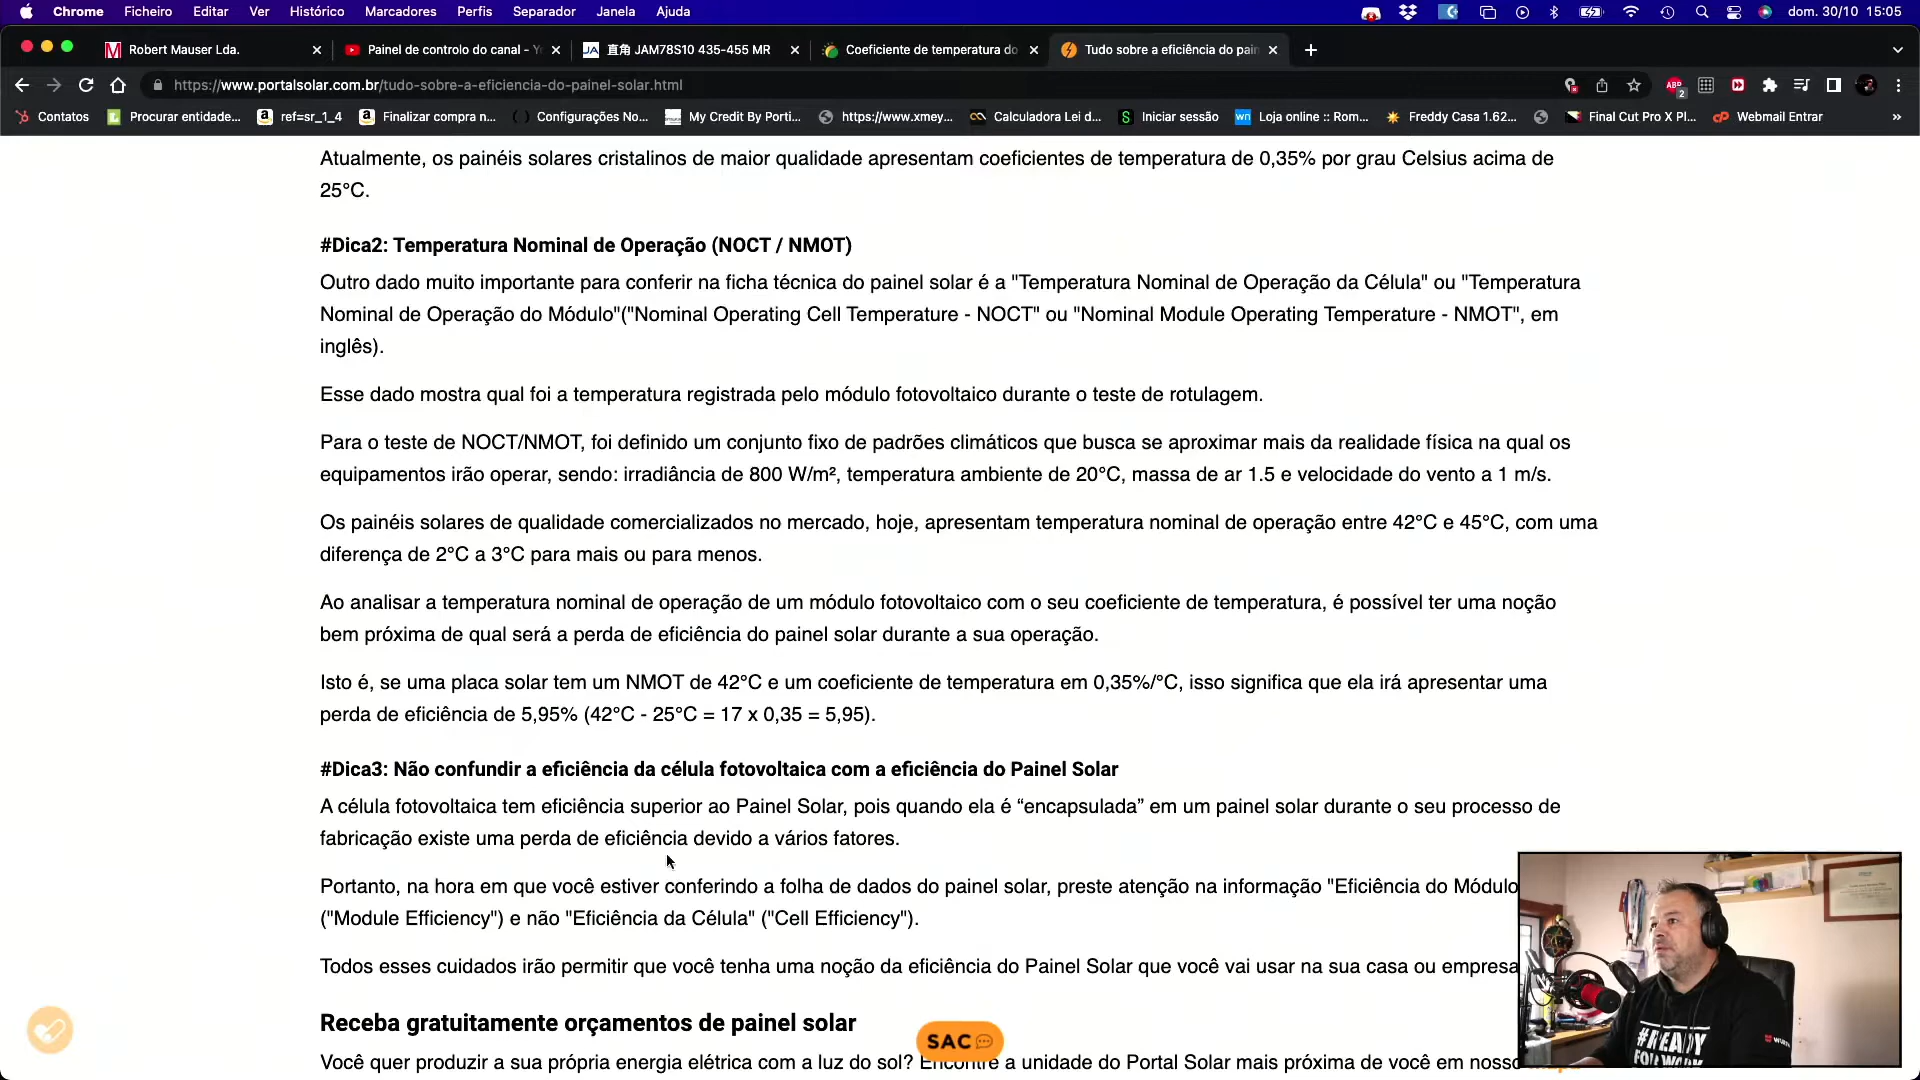 Chrome Ficheiro Editar Ver Histórico Marcadores Perfis Separador Janela Ajuda dom. 30/10 15:05
Robert Mauser Lda. Painel de controlo do canal - Y JA 直角 JAM78S10 435-455 MR Coeficiente de temperatura do Tudo sobre a eficiência do pain
https://www.portalsolar.com.br/tudo-sobre-a-eficiencia-do-painel-solar.html ABP 2
Contatos Procurar entidade... ref=sr_1_4 Finalizar compra n... Configurações No... My Credit By Porti... https://www.xmey... Calculadora Lei d... Iniciar sessão Loja online :: Rom... Freddy Casa 1.62... Final Cut Pro X Pl... Webmail Entrar »
Atualmente, os painéis solares cristalinos de maior qualidade apresentam coeficientes de temperatura de 0,35% por grau Celsius acima de
25°C.
#Dica2: Temperatura Nominal de Operação (NOCT / NMOT)
Outro dado muito importante para conferir na ficha técnica do painel solar é a "Temperatura Nominal de Operação da Célula" ou "Temperatura
Nominal de Operação do Módulo"("Nominal Operating Cell Temperature - NOCT" ou "Nominal Module Operating Temperature - NMOT", em
inglês).
Esse dado mostra qual foi a temperatura registrada pelo módulo fotovoltaico durante o teste de rotulagem.
Para o teste de NOCT/NMOT, foi definido um conjunto fixo de padrões climáticos que busca se aproximar mais da realidade física na qual os
equipamentos irão operar, sendo: irradiância de 800 W/m², temperatura ambiente de 20°C, massa de ar 1.5 e velocidade do vento a 1 m/s.
Os painéis solares de qualidade comercializados no mercado, hoje, apresentam temperatura nominal de operação entre 42°C e 45°C, com uma
diferença de 2°C a 3°C para mais ou para menos.
Ao analisar a temperatura nominal de operação de um módulo fotovoltaico com o seu coeficiente de temperatura, é possível ter uma noção
bem próxima de qual será a perda de eficiência do painel solar durante a sua operação.
Isto é, se uma placa solar tem um NMOT de 42°C e um coeficiente de temperatura em 0,35%/°C, isso significa que ela irá apresentar uma
perda de eficiência de 5,95% (42°C - 25°C = 17 x 0,35 = 5,95).
#Dica3: Não confundir a eficiência da célula fotovoltaica com a eficiência do Painel Solar
A célula fotovoltaica tem eficiência superior ao Painel Solar, pois quando ela é “encapsulada” em um painel solar durante o seu processo de
fabricação existe uma perda de eficiência devido a vários fatores.
Portanto, na hora em que você estiver conferindo a folha de dados do painel solar, preste atenção na informação "Eficiência do Módulo
("Module Efficiency") e não "Eficiência da Célula" ("Cell Efficiency").
Todos esses cuidados irão permitir que você tenha uma noção da eficiência do Painel Solar que você vai usar na sua casa ou empresa
Receba gratuitamente orçamentos de painel solar
SAC
Você quer produzir a sua própria energia elétrica com a luz do sol? Encontre a unidade do Portal Solar mais próxima de você em nosso
#READY
FOR WORK